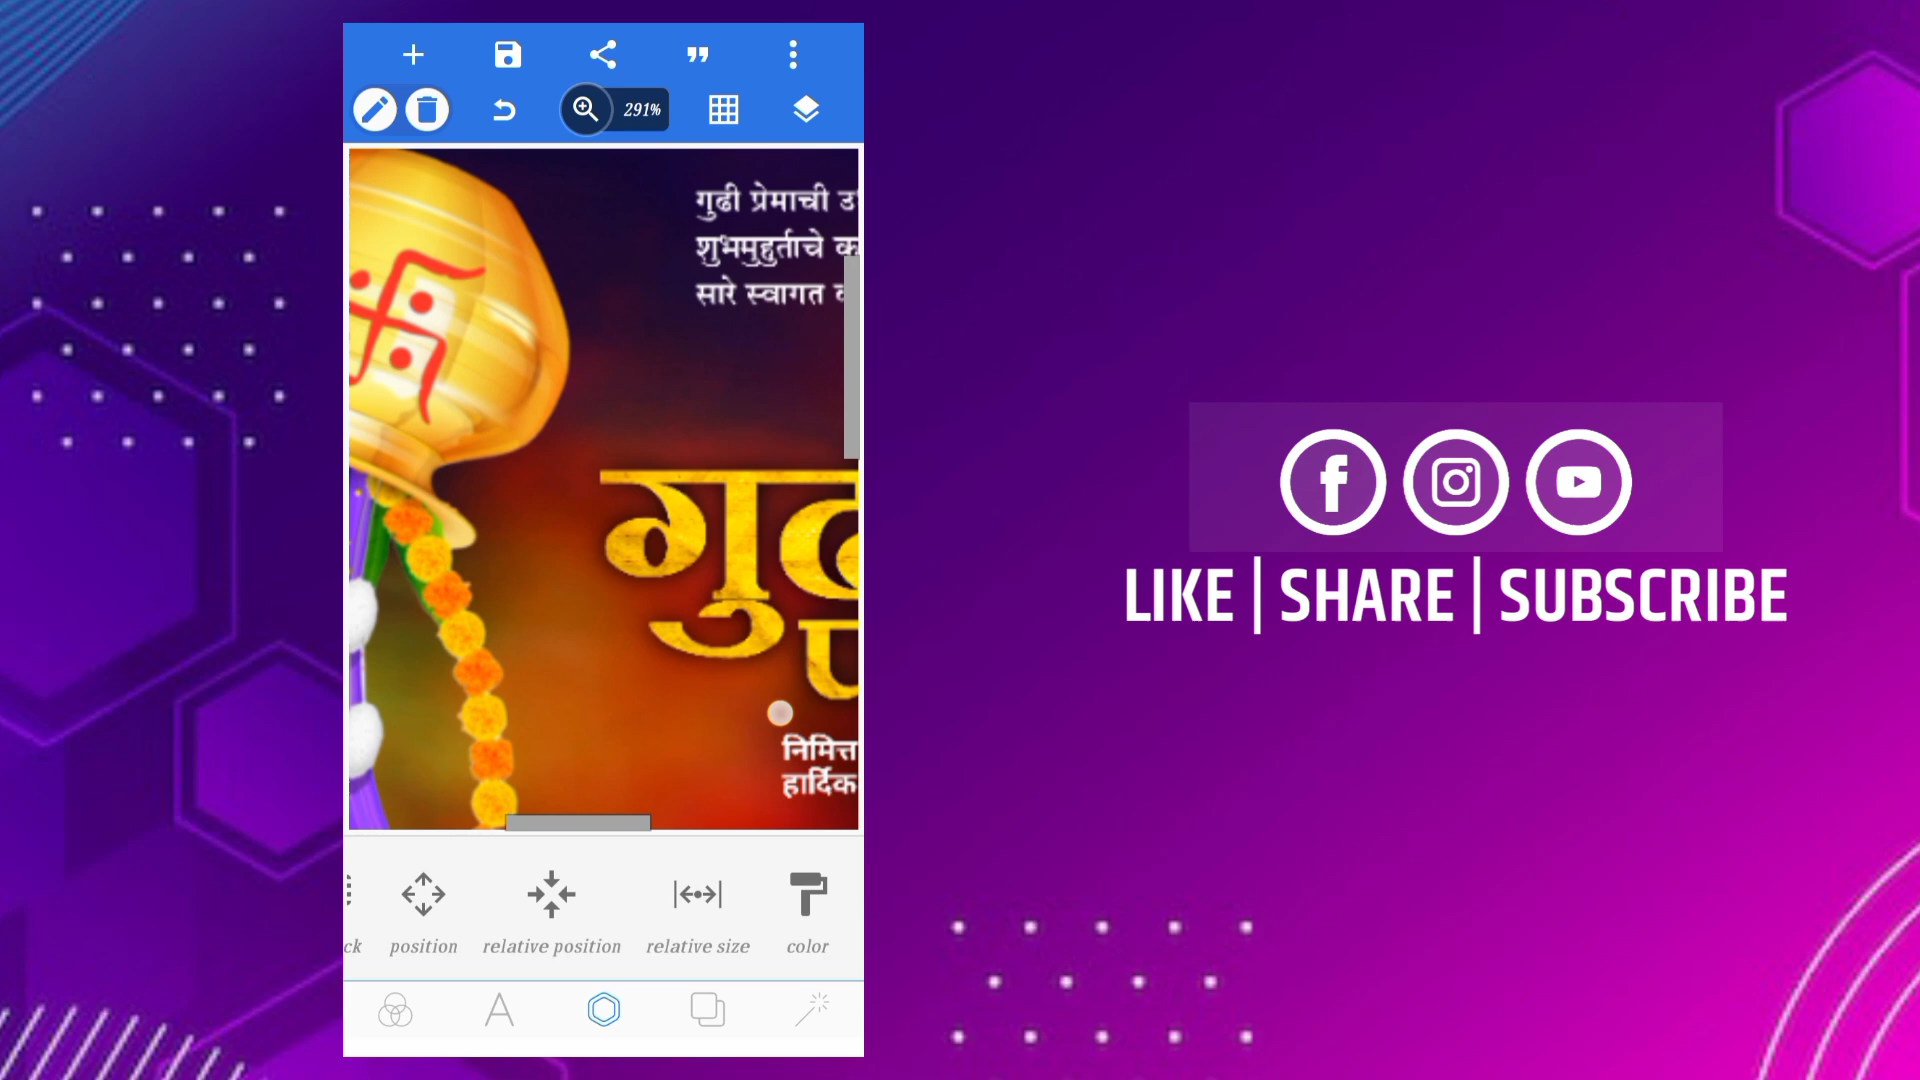 291%
गुढी प्रेमाची
शुभमुहूर्ताचे
सारे स्वागत
निमित्त
हार्दिक
position
relative position
relative size
color
LIKE | SHARE | SUBSCRIBE